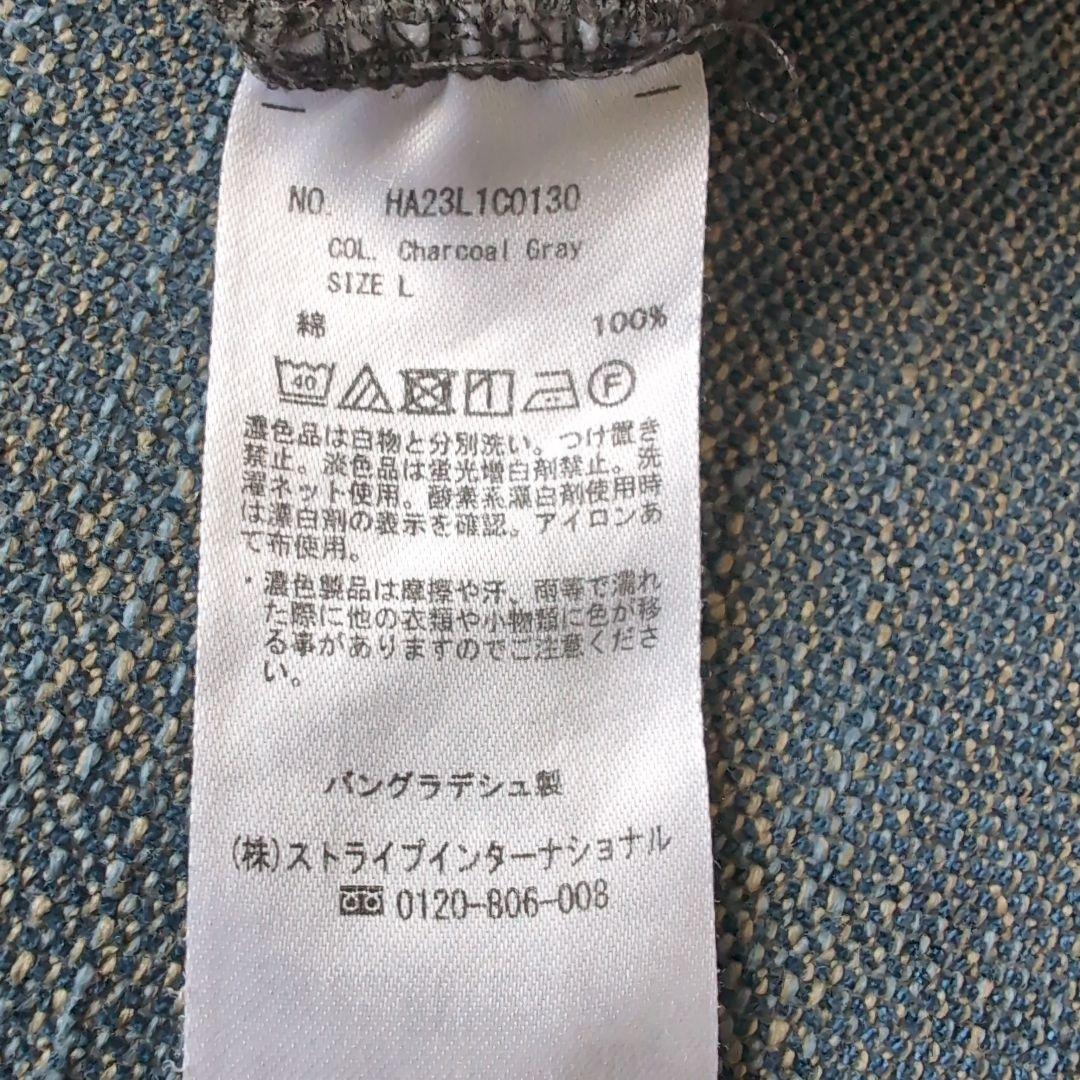 NO. HA23L1C0130
COL. Charcoal Gray
SIZE L
綿 100%
40 F
濃色品は白物と分別洗い。つけ置き
禁止。淡色品は蛍光増白剤禁止。洗
濯ネット使用。酸素系漂白剤使用時
は漂白剤の表示を確認。アイロンあ
て布使用。
・濃色製品は摩擦や汗、雨等で濡れ
た際に他の衣類や小物類に色が移
る事がありますのでご注意くださ
い。
バングラデシュ製
(株)ストライプインターナショナル
0120-806-008